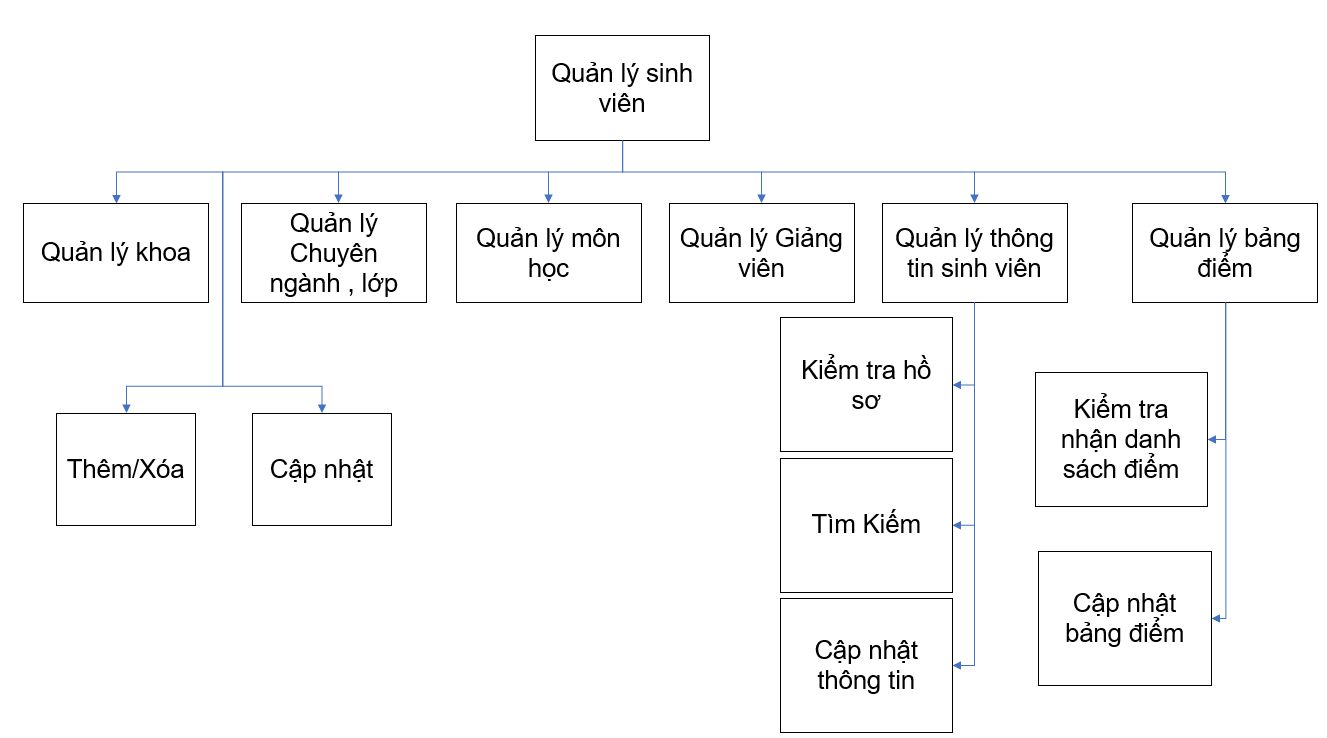 Quản lý sinh
viên
Quản lý khoa
Quản lý
Chuyên
ngành , lớp
Quản lý môn
học
Quản lý Giảng
viên
Quản lý thông
tin sinh viên
Quản lý bảng
điểm
Thêm/Xóa
Cập nhật
Kiểm tra hồ
sơ
Tìm Kiếm
Cập nhật
thông tin
Kiểm tra
nhận danh
sách điểm
Cập nhật
bảng điểm